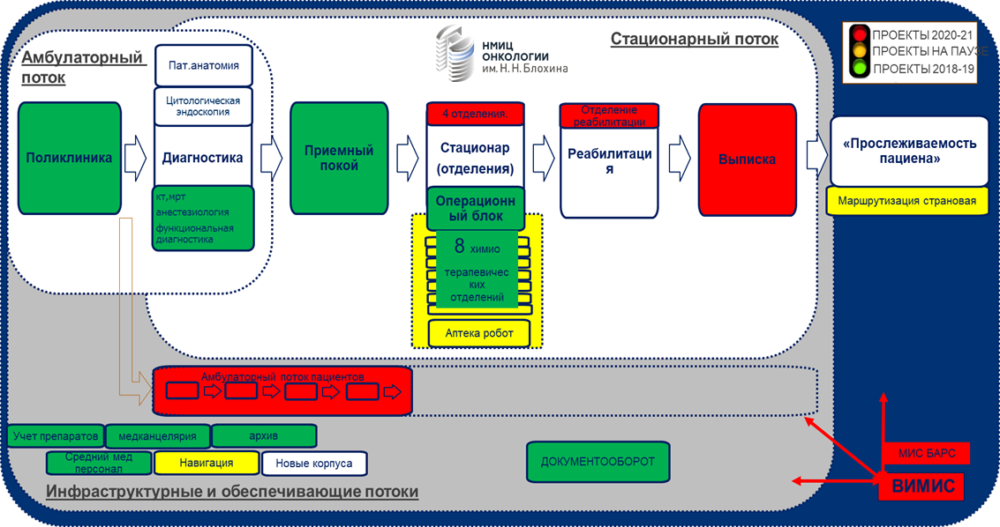 Амбулаторный
поток
Пат.анатомия
Цитологическая
эндоскопия
Поликлиника
Диагностика
кт,мрт
анестезиология
функциональная
диагностика
НМИЦ
ОНКОЛОГИИ
им. Н. Н. Блохина
Стационарный поток
Приемный
покой
4 отделения.
Стационар
(отделения)
Операционн
ый блок
8 химио
терапевичес
ких
отделений
Аптека робот
Отделение
реабилитации
Реабилитаци
я
Выписка
ПРОЕКТЫ 2020-21
ПРОЕКТЫ НА ПАУЗЕ
ПРОЕКТЫ 2018-19
«Прослеживаемость
пациена»
Маршрутизация страновая
Амбулаторный поток пациентов
Учет препаратов
медканцелярия
архив
Средний мед
персонал
Навигация
Новые корпуса
ДОКУМЕНТООБОРОТ
Инфраструктурные и обеспечивающие потоки
МИС БАРС
ВИМИС